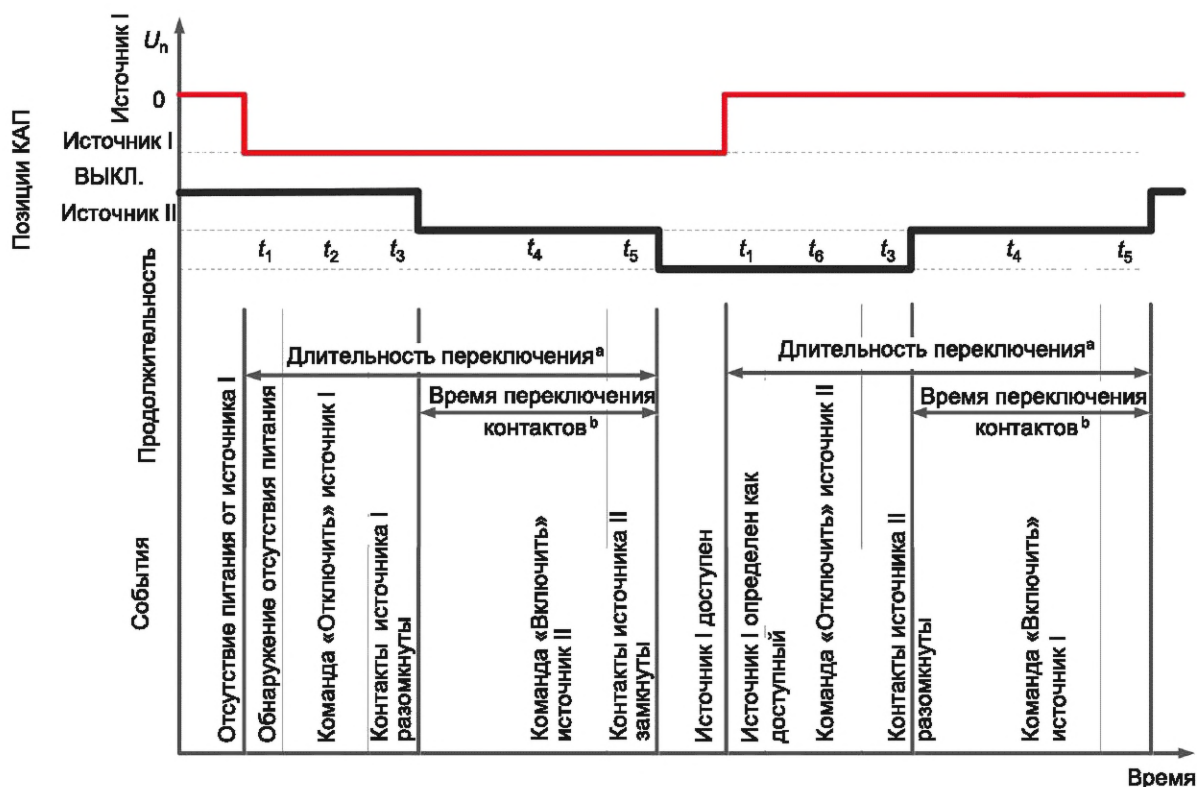 Источник I
Uₙ
0
Позиции КАП
Источник I
ВЫКЛ.
Источник II
Продолжительность
t₁ t₂ t₃ t₄ t₅ t₁ t₆ t₃ t₄ t₅
Длительность переключенияᵃ
Длительность переключенияᵃ
Время переключения
контактовᵇ
Время переключения
контактовᵇ
События
Отсутствие питания от источника I
Обнаружение отсутствия питания
Команда «Отключить» источник I
Контакты источника I
разомкнуты
Команда «Включить»
источник II
Контакты источника II
замкнуты
Источник I доступен
Источник I определен как
доступный
Команда «Отключить» источник II
Контакты источника II
разомкнуты
Команда «Включить»
источник I
Время